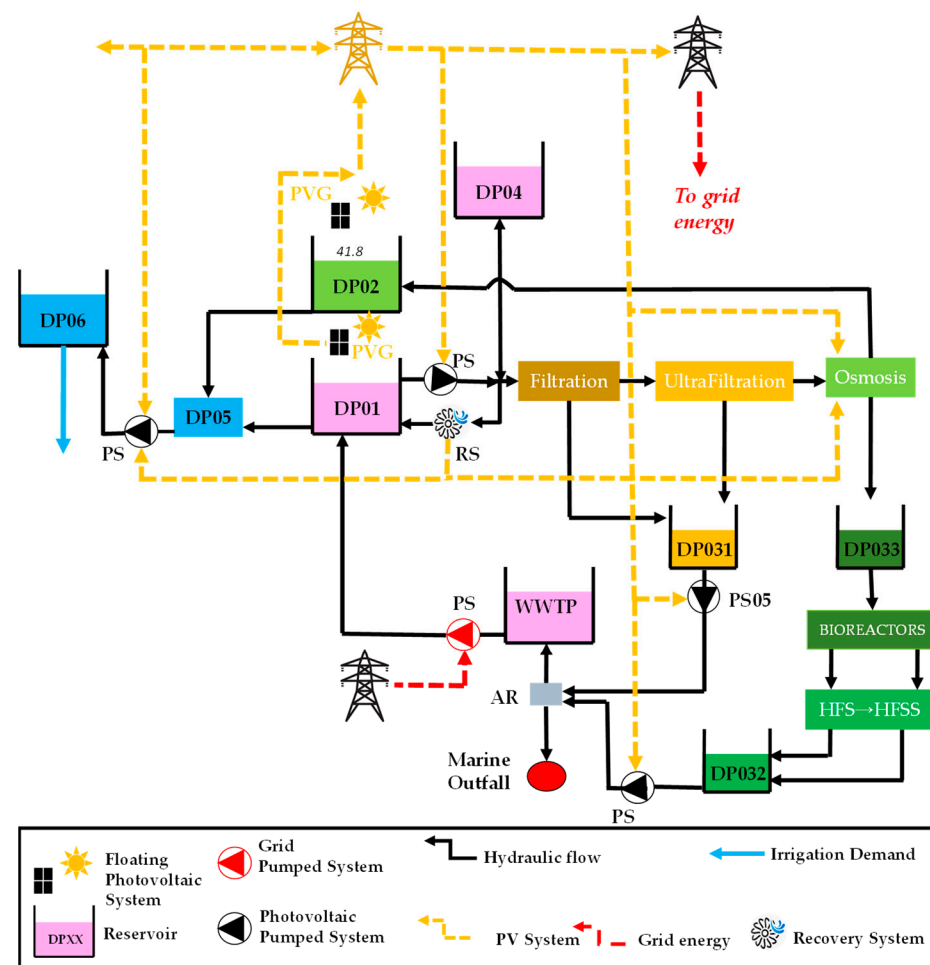 PVG
DP04
To grid
energy
41.8
DP02
DP06
PVG
PS
Filtration
UltraFiltration
Osmosis
DP01
DP05
PS
RS
DP031
DP033
PS
WWTP
PS05
BIOREACTORS
AR
HFS→HFSS
Marine
Outfall
DP032
PS
Floating
Photovoltaic
System
Grid
Pumped System
Hydraulic flow
Irrigation Demand
DPXX
Reservoir
Photovoltaic
Pumped System
PV System
Grid energy
Recovery System